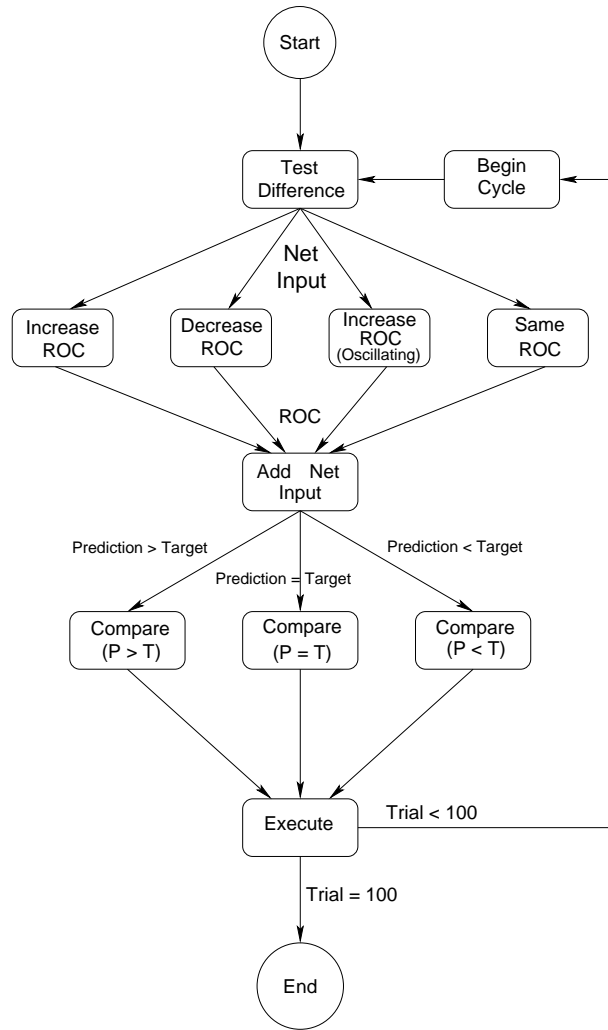 Start
Test
Difference
Begin
Cycle
Net
Input
Increase
ROC
Decrease
ROC
Increase
ROC
(Oscillating)
Same
ROC
ROC
Add Net
Input
Prediction > Target
Prediction = Target
Prediction < Target
Compare
(P > T)
Compare
(P = T)
Compare
(P < T)
Execute
Trial < 100
Trial = 100
End